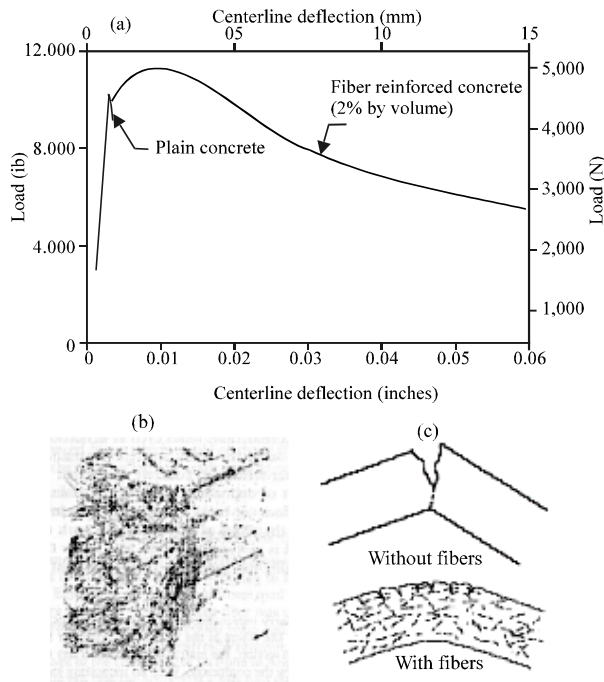 Centerline deflection (mm)
(a)
0 05 10 15
12.000
8.000
4.000
0
Load (ib)
5,000
4,000
3,000
2,000
1,000
Load (N)
Fiber reinforced concrete
(2% by volume)
Plain concrete
0 0.01 0.02 0.03 0.04 0.05 0.06
Centerline deflection (inches)
(b)
(c)
Without fibers
With fibers